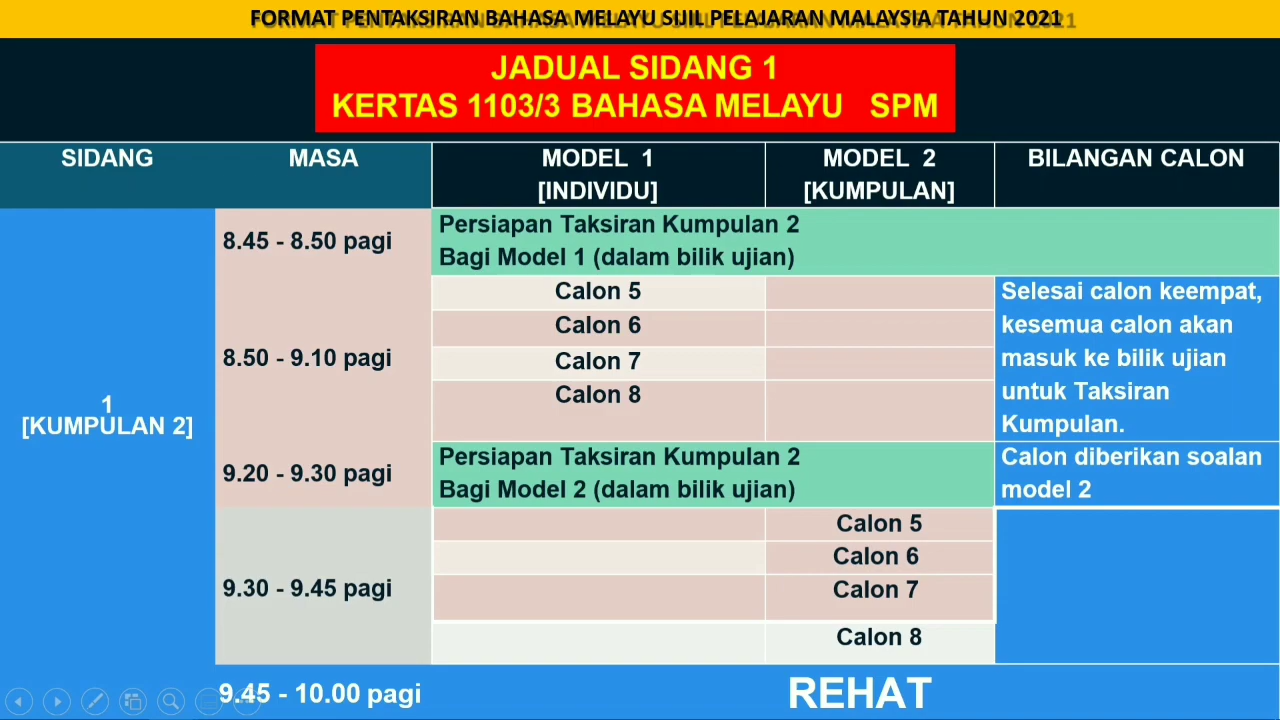 FORMAT PENTAKSIRAN BAHASA MELAYU SIJIL PELAJARAN MALAYSIA TAHUN 2021
JADUAL SIDANG 1
KERTAS 1103/3 BAHASA MELAYU SPM
SIDANG
MASA
MODEL 1
[INDIVIDU]
MODEL 2
[KUMPULAN]
BILANGAN CALON
1
[KUMPULAN 2]
8.45 - 8.50 pagi
Persiapan Taksiran Kumpulan 2
Bagi Model 1 (dalam bilik ujian)
8.50 - 9.10 pagi
Calon 5
Calon 6
Calon 7
Calon 8
Selesai calon keempat,
kesemua calon akan
masuk ke bilik ujian
untuk Taksiran
Kumpulan.
9.20 - 9.30 pagi
Persiapan Taksiran Kumpulan 2
Bagi Model 2 (dalam bilik ujian)
Calon diberikan soalan
model 2
9.30 - 9.45 pagi
Calon 5
Calon 6
Calon 7
Calon 8
9.45 - 10.00 pagi
REHAT